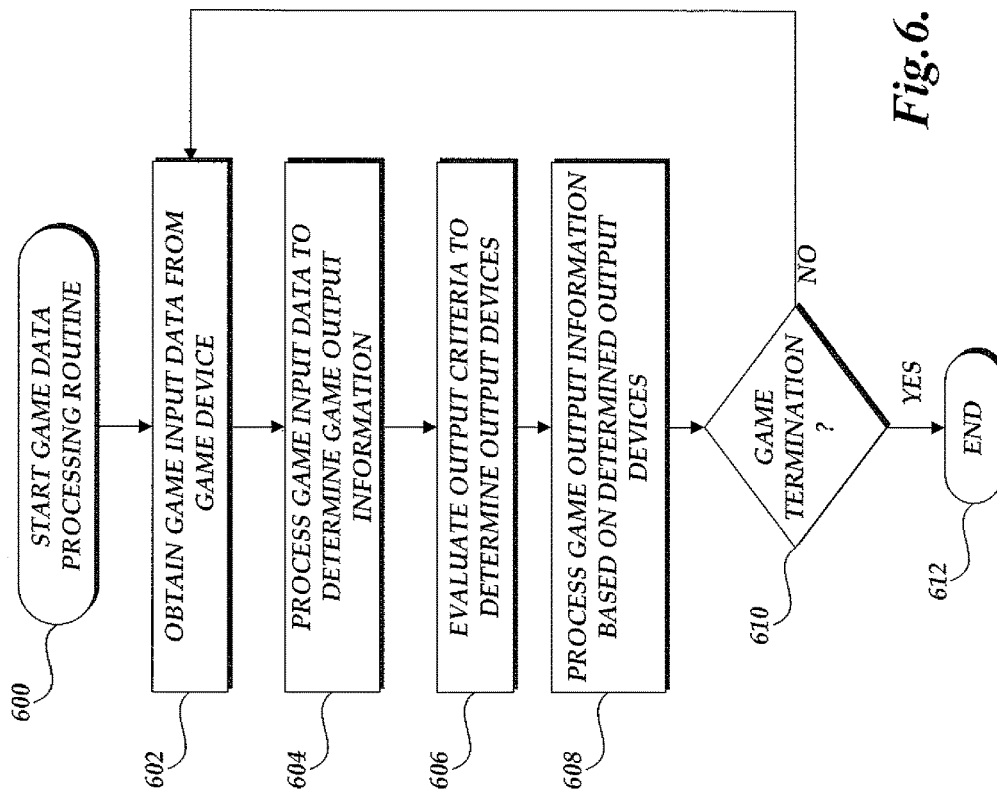 600
START GAME DATA
PROCESSING ROUTINE
602
OBTAIN GAME INPUT DATA FROM
GAME DEVICE
604
PROCESS GAME INPUT DATA TO
DETERMINE GAME OUTPUT
INFORMATION
606
EVALUATE OUTPUT CRITERIA TO
DETERMINE OUTPUT DEVICES
608
PROCESS GAME OUTPUT INFORMATION
BASED ON DETERMINED OUTPUT
DEVICES
610
GAME
TERMINATION
?
NO
YES
612
END
Fig.6.